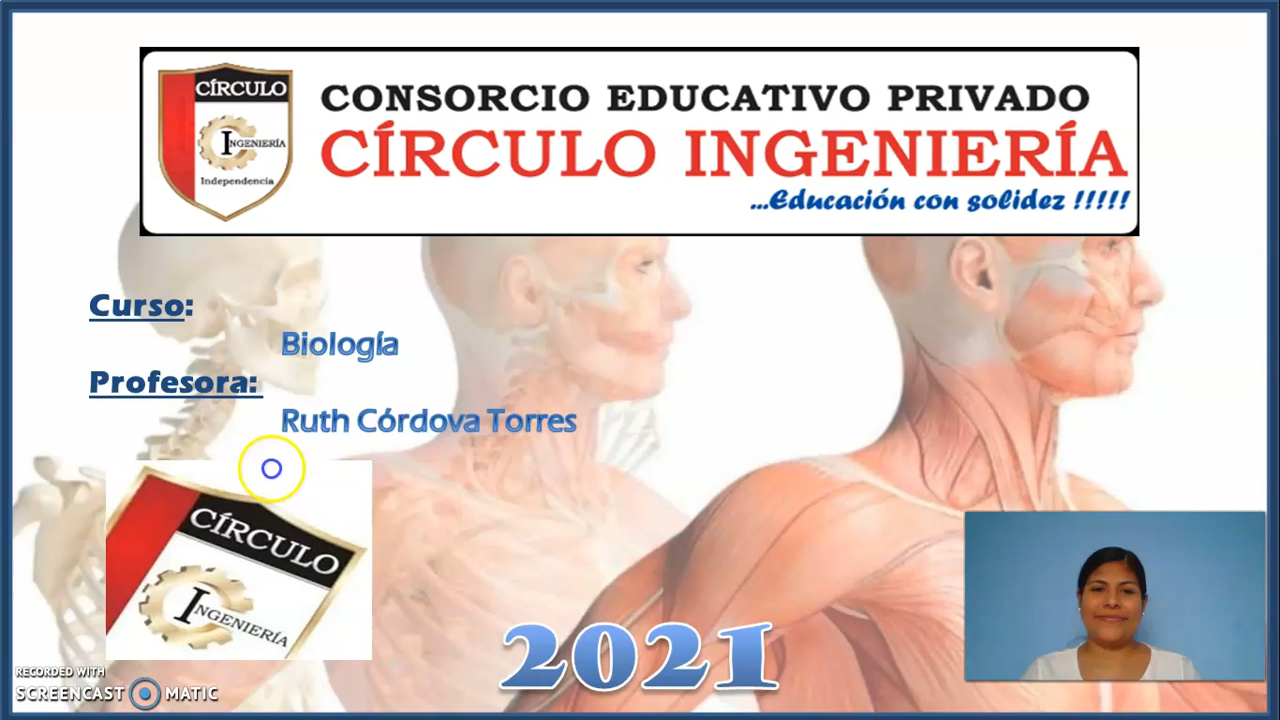 CÍRCULO
INGENIERÍA
Independencia
CONSORCIO EDUCATIVO PRIVADO
CÍRCULO INGENIERÍA
...Educación con solidez !!!!!
Curso:
Biología
Profesora:
Ruth Córdova Torres
CÍRCULO
INGENIERÍA
2021
RECORDED WITH
SCREENCAST MATIC